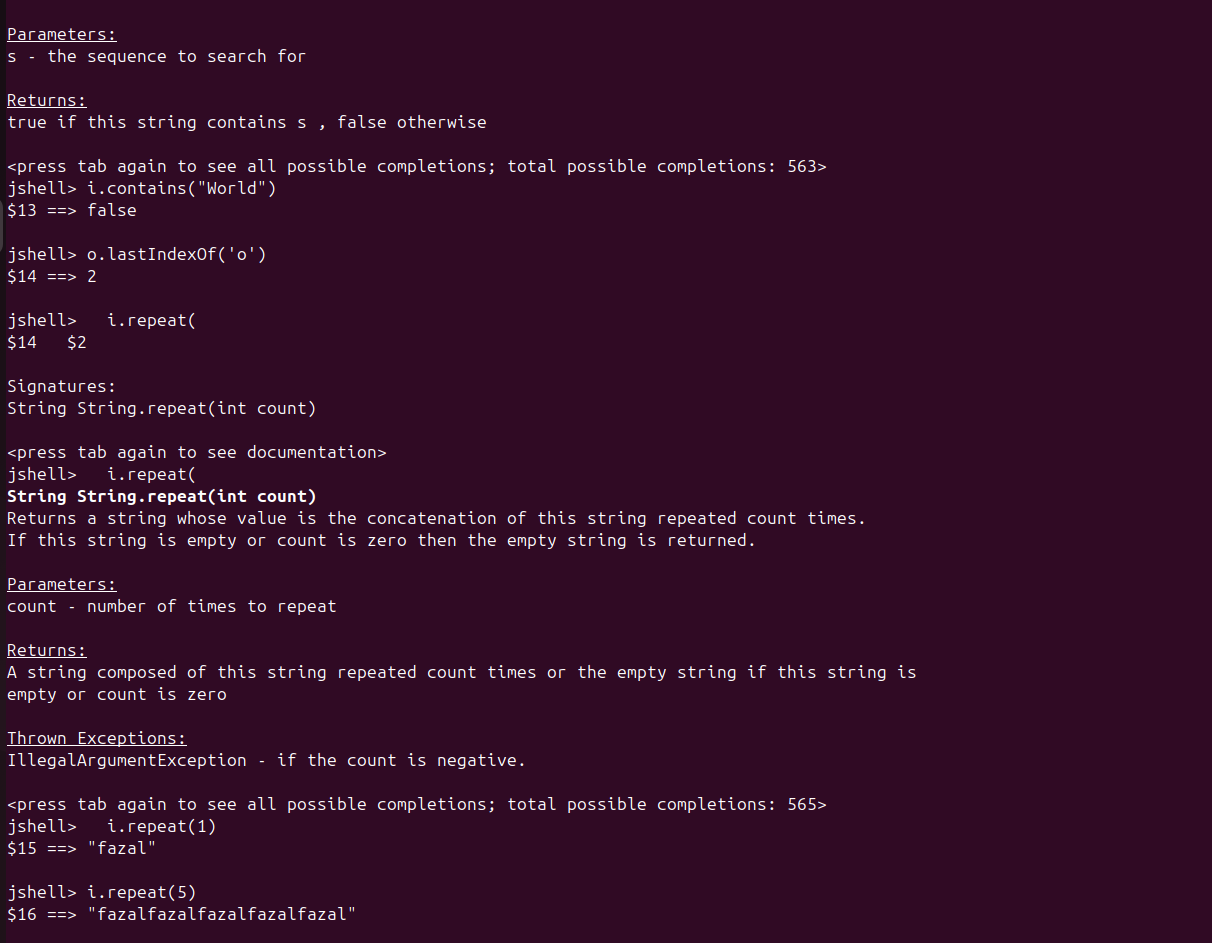 Parameters:
s - the sequence to search for
Returns:
true if this string contains s , false otherwise
<press tab again to see all possible completions; total possible completions: 563>
jshell> i.contains("World")
$13 ==> false
jshell> o.lastIndexOf('o')
$14 ==> 2
jshell>   i.repeat(
$14   $2
Signatures:
String String.repeat(int count)
<press tab again to see documentation>
jshell>   i.repeat(
String String.repeat(int count)
Returns a string whose value is the concatenation of this string repeated count times.
If this string is empty or count is zero then the empty string is returned.
Parameters:
count - number of times to repeat
Returns:
A string composed of this string repeated count times or the empty string if this string is
empty or count is zero
Thrown Exceptions:
IllegalArgumentException - if the count is negative.
<press tab again to see all possible completions; total possible completions: 565>
jshell>   i.repeat(1)
$15 ==> "fazal"
jshell> i.repeat(5)
$16 ==> "fazalfazalfazalfazalfazal"